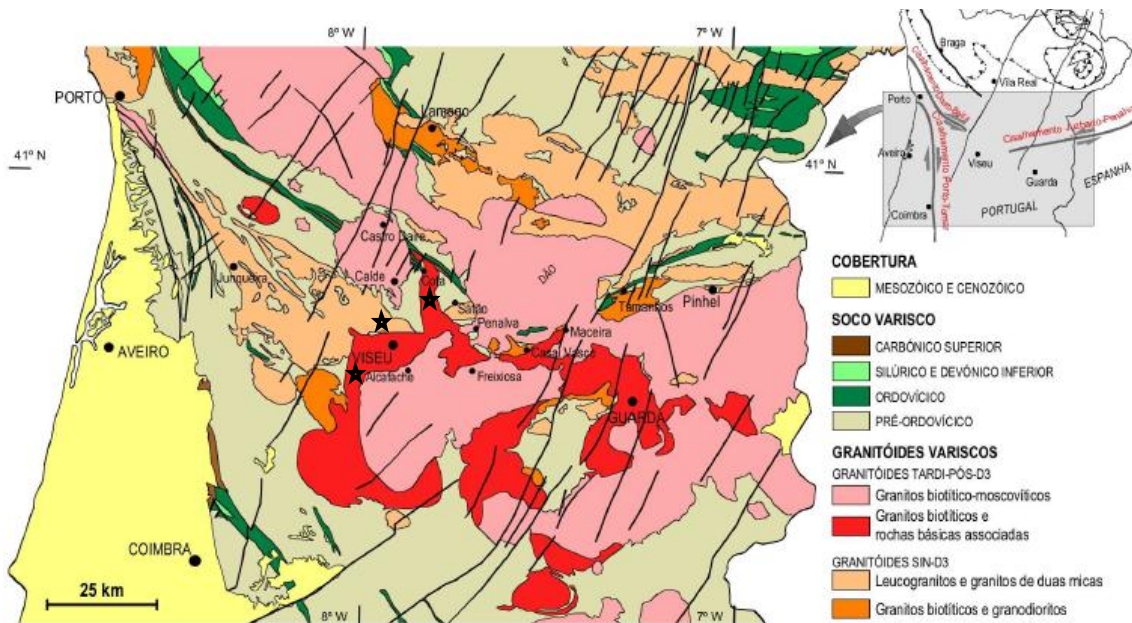 8º W
7º W
PORTO
Lamego
41º N
41º N
Castro Daire
Junqueira
Calde
Cota
DÃO
Sátão
Penalva
Pinhel
Maceira
AVEIRO
VISEU
Casal Vasco
Alcafache
Freixiosa
GUARDA
COIMBRA
25 km
8º W
7º W
Braga
Vila Real
Porto
Aveiro
Viseu
Guarda
Coimbra
PORTUGAL
ESPANHA
Cisalhamento Porto-Tomar
COBERTURA
MESOZÓICO E CENOZÓICO
SOCO VARISCO
CARBÓNICO SUPERIOR
SILÚRICO E DEVÓNICO INFERIOR
ORDOVÍCICO
PRÉ-ORDOVÍCICO
GRANITÓIDES VARISCOS
GRANITÓIDES TARDI-PÓS-D3
Granitos biotítico-moscovíticos
Granitos biotíticos e
rochas básicas associadas
GRANITÓIDES SIN-D3
Leucogranitos e granitos de duas micas
Granitos biotíticos e granodioritos